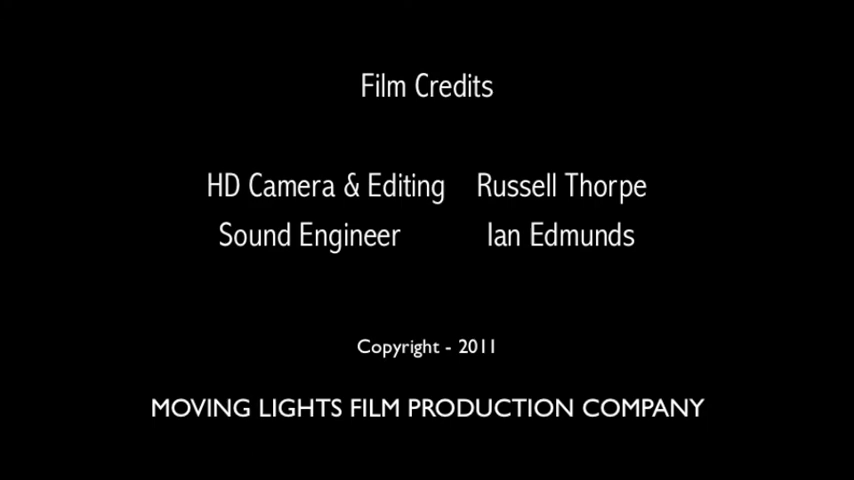 Film Credits
HD Camera & Editing Russell Thorpe
Sound Engineer Ian Edmunds
Copyright - 2011
MOVING LIGHTS FILM PRODUCTION COMPANY